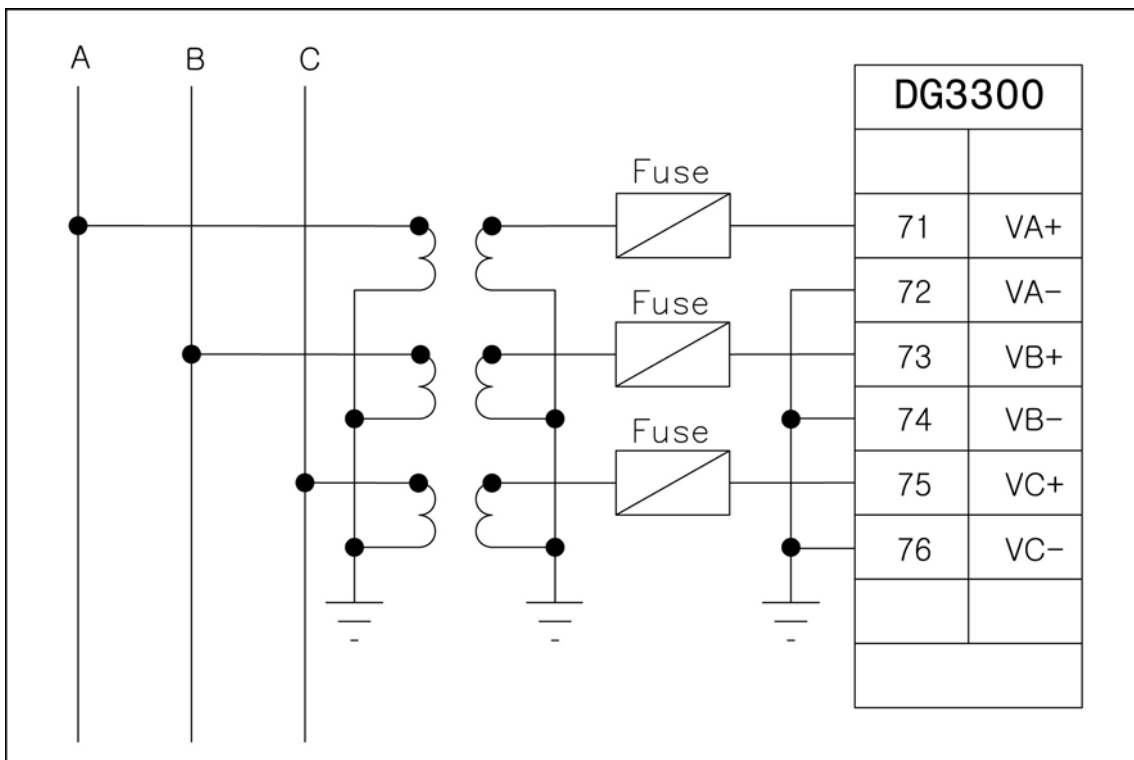 A B C
DG3300
Fuse
71 VA+
72 VA-
Fuse
73 VB+
74 VB-
Fuse
75 VC+
76 VC-